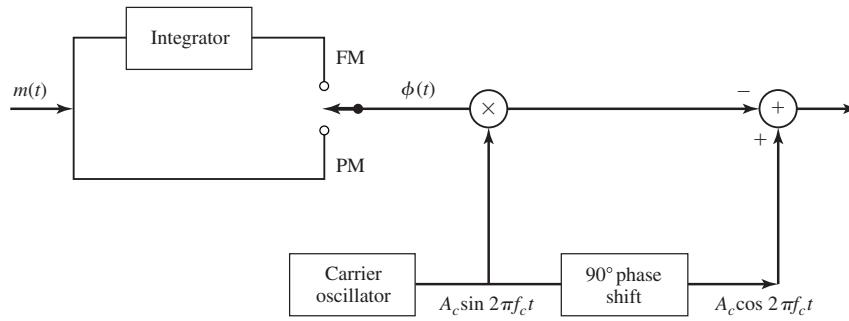 Integrator
FM
m(t)
ϕ(t)
×
−
+
+
PM
Carrier
oscillator
90° phase
shift
A_c sin 2πf_c t
A_c cos 2πf_c t